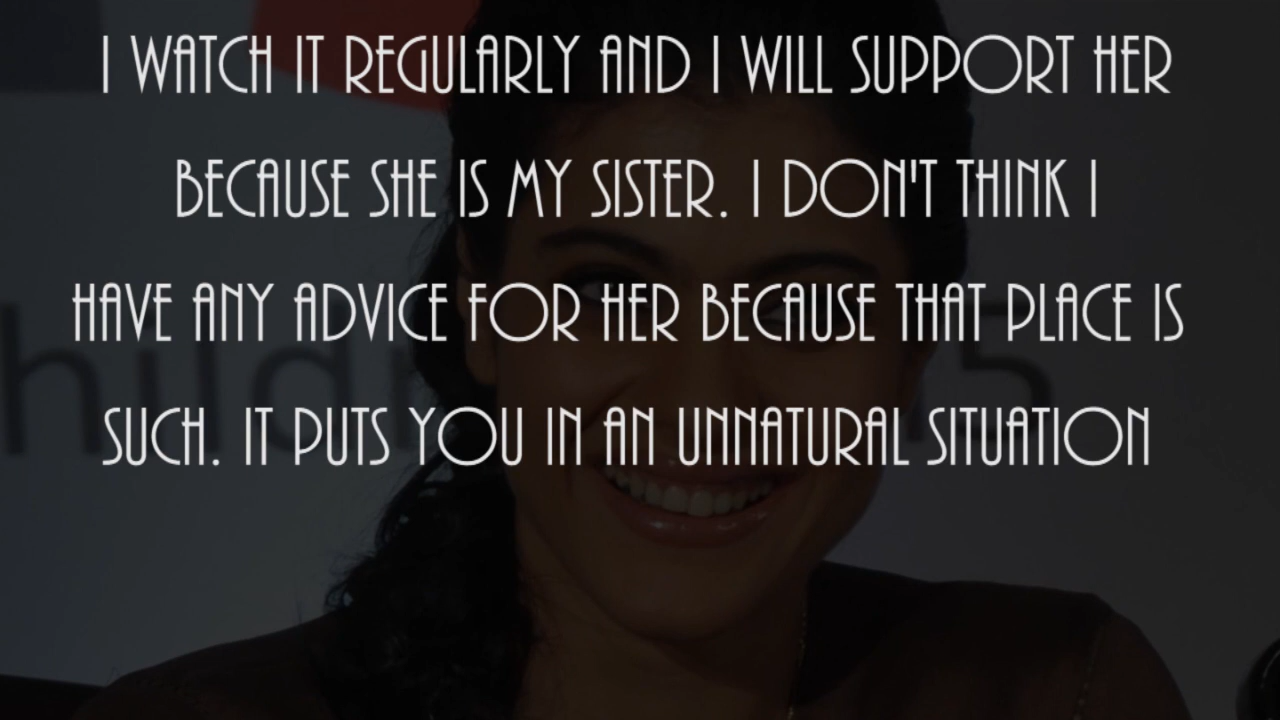 I WATCH IT REGULARLY AND I WILL SUPPORT HER
BECAUSE SHE IS MY SISTER. I DON'T THINK I
HAVE ANY ADVICE FOR HER BECAUSE THAT PLACE IS
SUCH. IT PUTS YOU IN AN UNNATURAL SITUATION